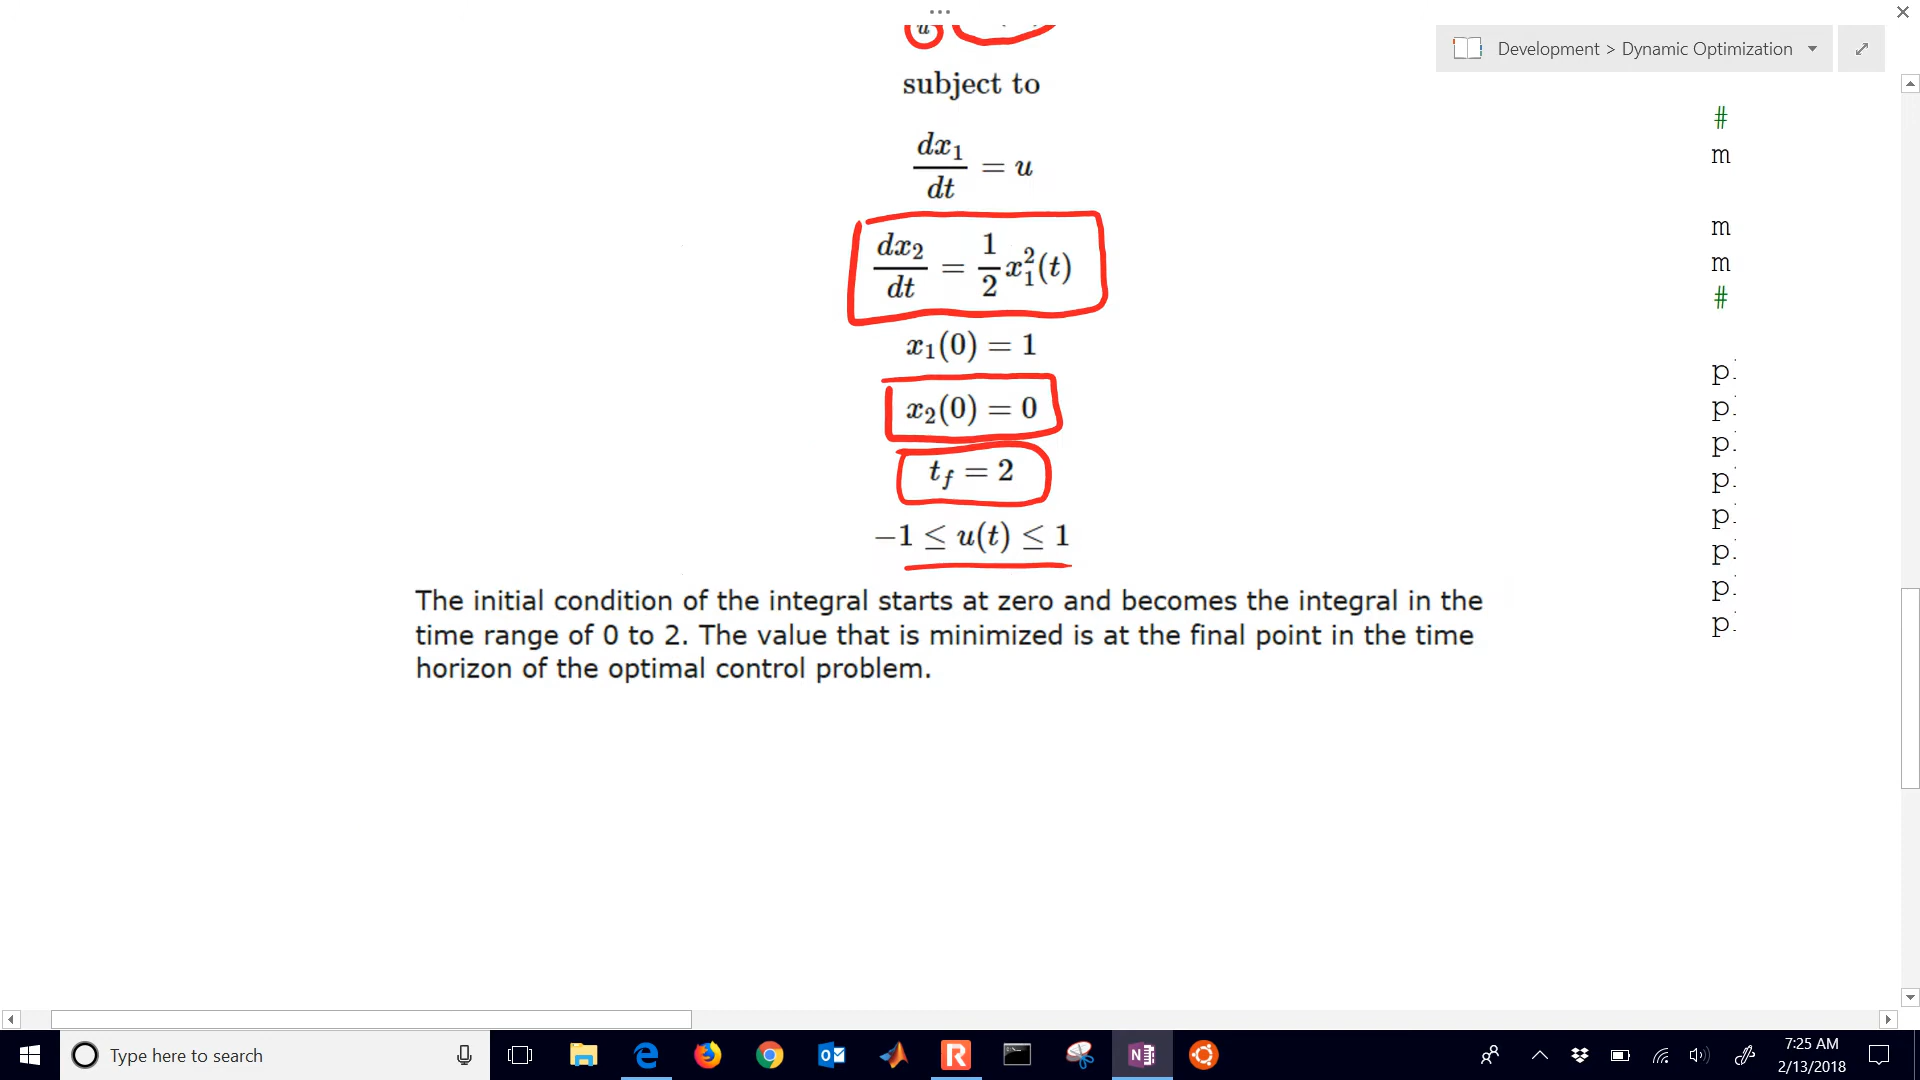 Development > Dynamic Optimization
u
subject to
dx₁/dt = u
dx₂/dt = 1/2 x₁²(t)
x₁(0) = 1
x₂(0) = 0
t_f = 2
−1 ≤ u(t) ≤ 1
The initial condition of the integral starts at zero and becomes the integral in the
time range of 0 to 2. The value that is minimized is at the final point in the time
horizon of the optimal control problem.
#
m
m
m
#
p
p
p
p
p
p
p
p
Type here to search
7:25 AM
2/13/2018